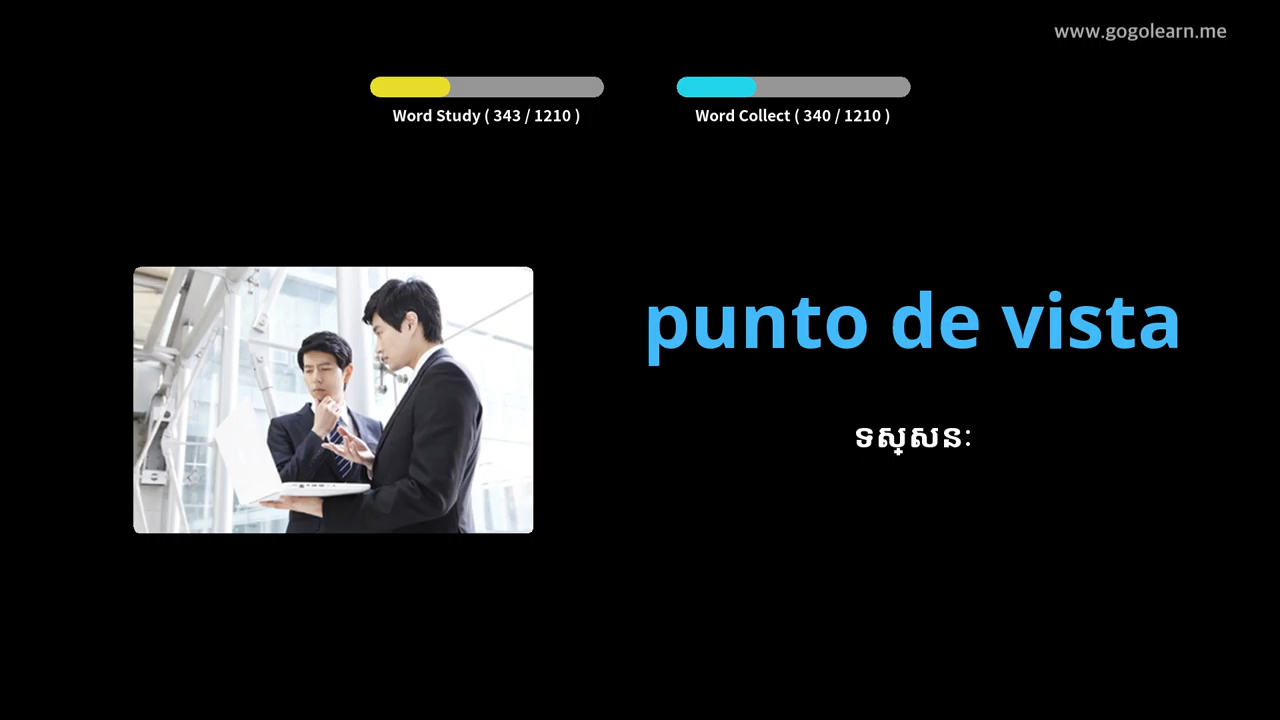 www.gogolearn.me
Word Study ( 343 / 1210 )
Word Collect ( 340 / 1210 )
punto de vista
ទស្សនៈ